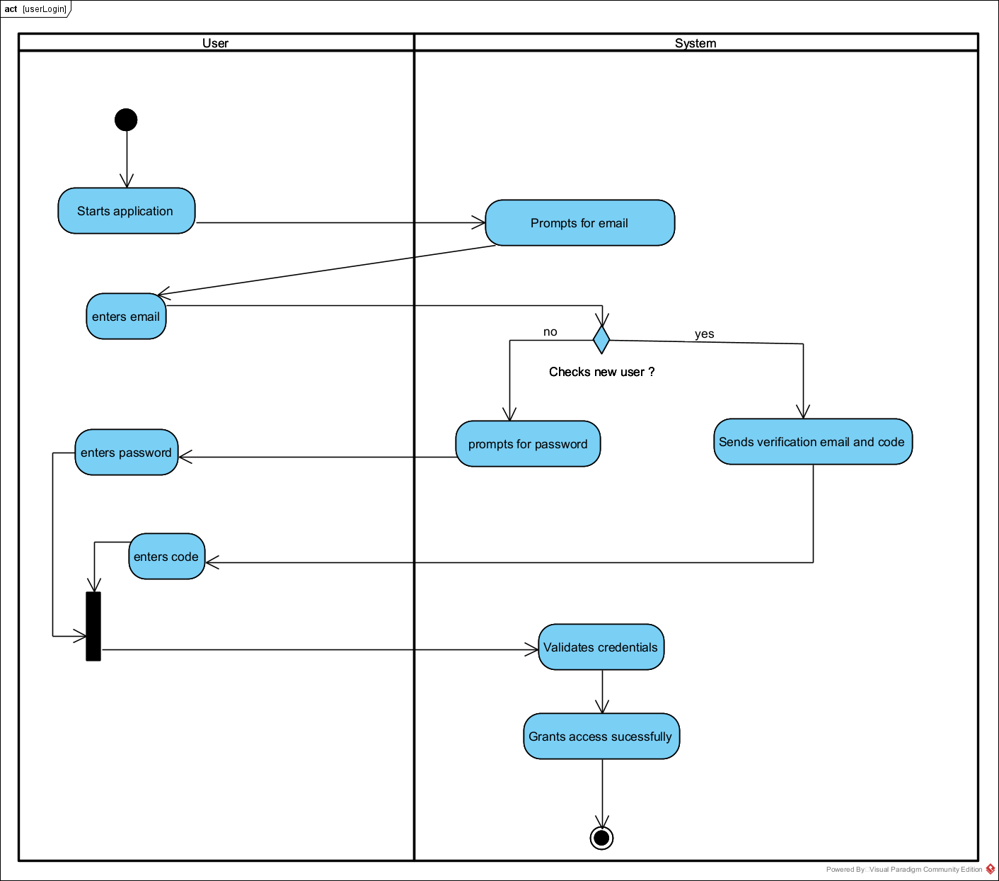 act [userLogin]
User
System
Starts application
Prompts for email
enters email
no
yes
Checks new user ?
enters password
prompts for password
Sends verification email and code
enters code
Validates credentials
Grants access sucessfully
Powered By Visual Paradigm Community Edition